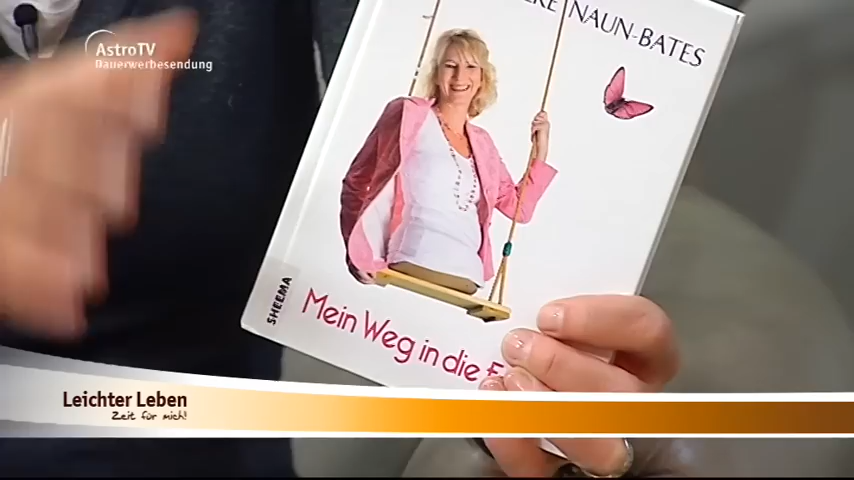 AstroTV
Dauerwerbesendung
NAUN-BATES
SHEEMA
Mein Weg in die
Leichter Leben
Zeit für mich!